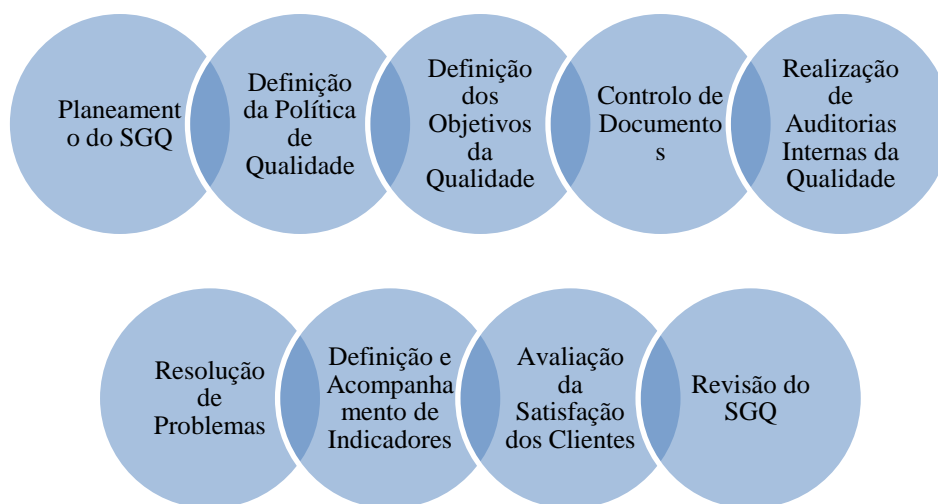 Planeament
o do SGQ
Definição
da Política
de
Qualidade
Definição
dos
Objetivos
da
Qualidade
Controlo de
Documento
s
Realização
de
Auditorias
Internas da
Qualidade
Resolução
de
Problemas
Definição e
Acompanha
mento de
Indicadores
Avaliação
da
Satisfação
dos Clientes
Revisão do
SGQ